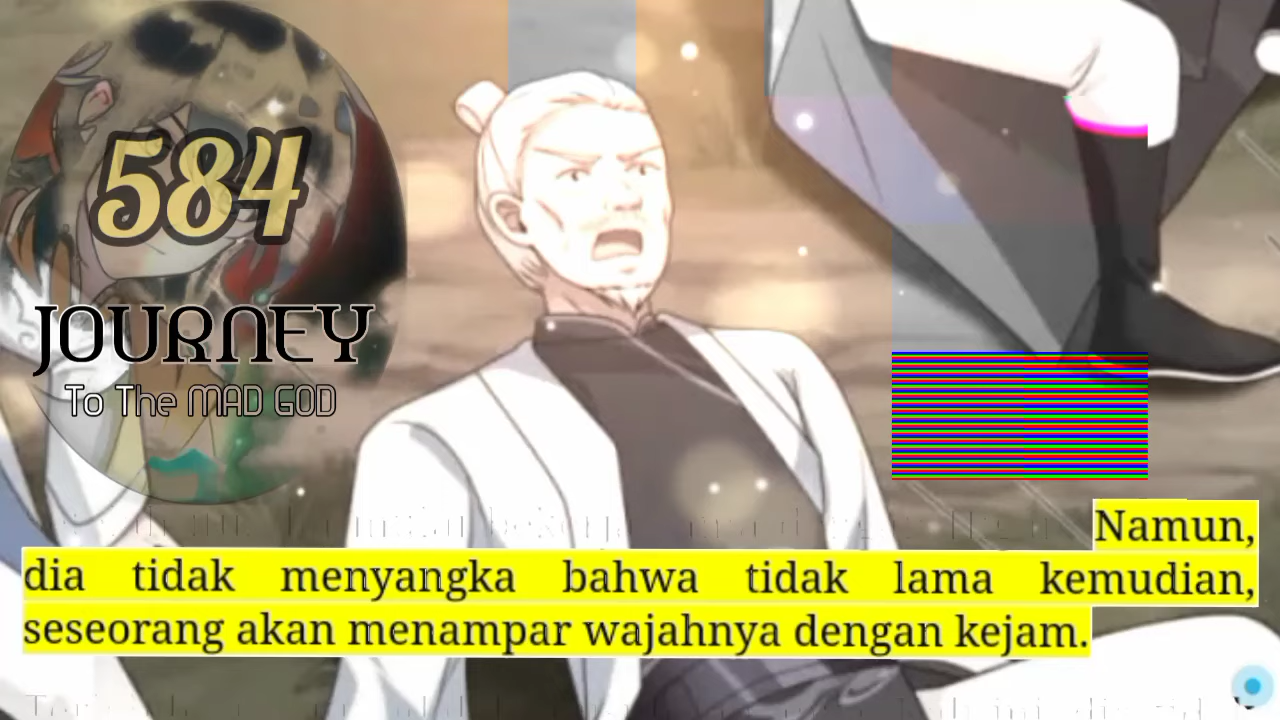 584
JOURNEY
To The MAD GOD
Namun,
dia tidak menyangka bahwa tidak lama kemudian,
seseorang akan menampar wajahnya dengan kejam.